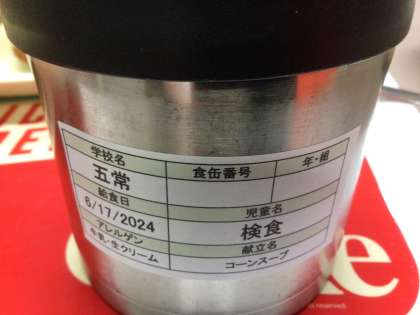 学校名
食缶番号
年・組
五常
給食日
児童名
6/17/2024
検食
アレルゲン
献立名
牛乳・生クリーム
コーンスープ